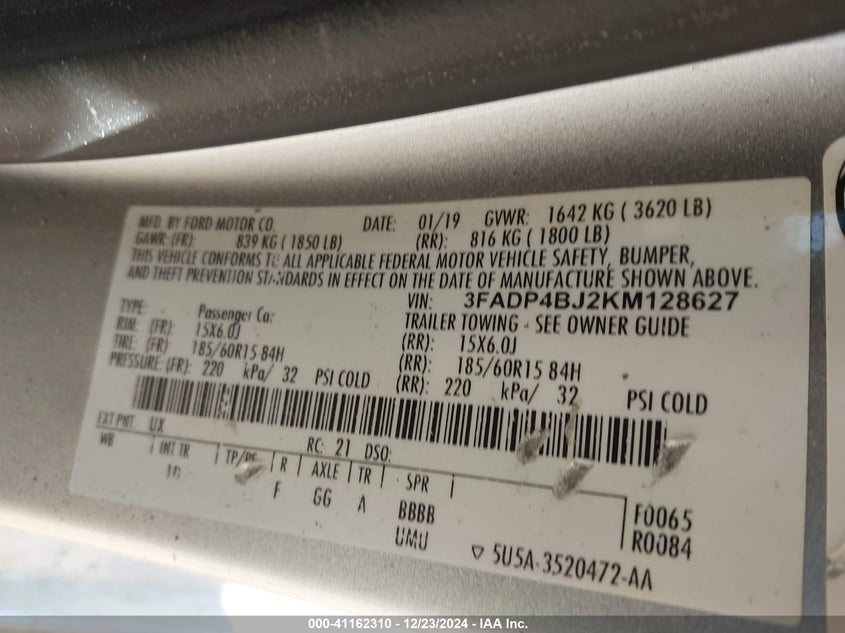 MFD. BY FORD MOTOR CO. DATE: 01/19 GVWR: 1642 KG ( 3620 LB)
GAWR: (FR): 839 KG ( 1850 LB) (RR): 816 KG ( 1800 LB)
THIS VEHICLE CONFORMS TO ALL APPLICABLE FEDERAL MOTOR VEHICLE SAFETY, BUMPER,
AND THEFT PREVENTION STANDARDS IN EFFECT ON THE DATE OF MANUFACTURE SHOWN ABOVE.
VIN: 3FADP4BJ2KM128627
TYPE: Passenger Car TRAILER TOWING - SEE OWNER GUIDE
RIM: (FR): 15X6.0J (RR): 15X6.0J
TIRE: (FR): 185/60R15 84H (RR): 185/60R15 84H
PRESSURE: (FR): 220 kPa/ 32 PSI COLD (RR): 220 kPa/ 32 PSI COLD
EXT PNT: UX RC: 21 DSO:
WB INT TR TP/PS R AXLE TR SPR
F GG A BBBB F0065
UMU R0084
5U5A-3520472-AA
000-41162310 - 12/23/2024 - IAA Inc.